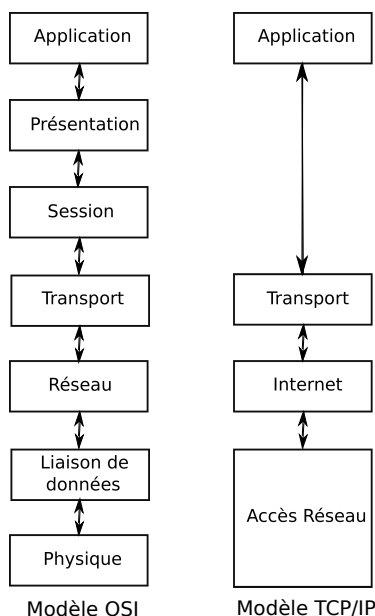 Application
Présentation
Session
Transport
Réseau
Liaison de
données
Physique
Modèle OSI
Application
Transport
Internet
Accès Réseau
Modèle TCP/IP